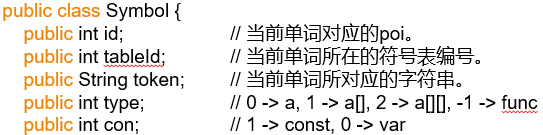 public class Symbol {
public int id; // 当前单词对应的poi。
public int tableId; // 当前单词所在的符号表编号。
public String token; // 当前单词所对应的字符串。
public int type; // 0 -> a, 1 -> a[], 2 -> a[][], -1 -> func
public int con; // 1 -> const, 0 -> var